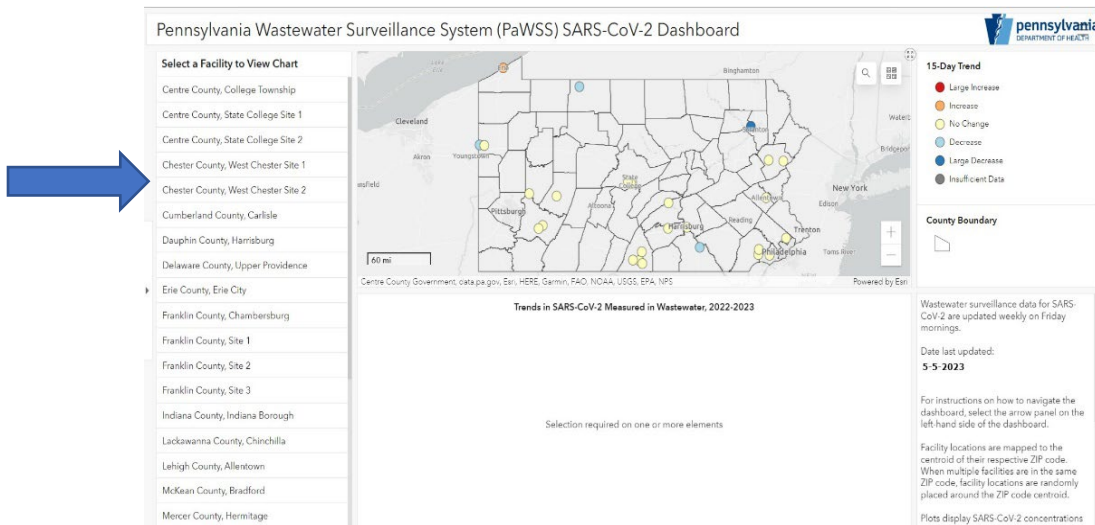 Pennsylvania Wastewater Surveillance System (PaWSS) SARS-CoV-2 Dashboard
pennsylvania
DEPARTMENT OF HEALTH
Select a Facility to View Chart
Centre County, College Township
Centre County, State College Site 1
Centre County, State College Site 2
Chester County, West Chester Site 1
Chester County, West Chester Site 2
Cumberland County, Carlisle
Dauphin County, Harrisburg
Delaware County, Upper Providence
Erie County, Erie City
Franklin County, Chambersburg
Franklin County, Site 1
Franklin County, Site 2
Franklin County, Site 3
Indiana County, Indiana Borough
Lackawanna County, Chinchilla
Lehigh County, Allentown
McKean County, Bradford
Mercer County, Hermitage
Binghamton
Cleveland
Akron
Youngstown
Scranton
Bridgepor
State
College
New York
Allentown
Edison
Pittsburgh
Altoona
Reading
Harrisburg
Trenton
Philadelphia
Toms River
60 mi
Centre County Government, data.pa.gov, Esri, HERE, Garmin, FAO, NOAA, USGS, EPA, NPS
Powered by Esri
15-Day Trend
Large Increase
Increase
No Change
Decrease
Large Decrease
Insufficient Data
County Boundary
Trends in SARS-CoV-2 Measured in Wastewater, 2022-2023
Selection required on one or more elements
Wastewater surveillance data for SARS-
CoV-2 are updated weekly on Friday
mornings.
Date last updated:
5-5-2023
For instructions on how to navigate the
dashboard, select the arrow panel on the
left-hand side of the dashboard.
Facility locations are mapped to the
centroid of their respective ZIP code.
When multiple facilities are in the same
ZIP code, facility locations are randomly
placed around the ZIP code centroid.
Plots display SARS-CoV-2 concentrations